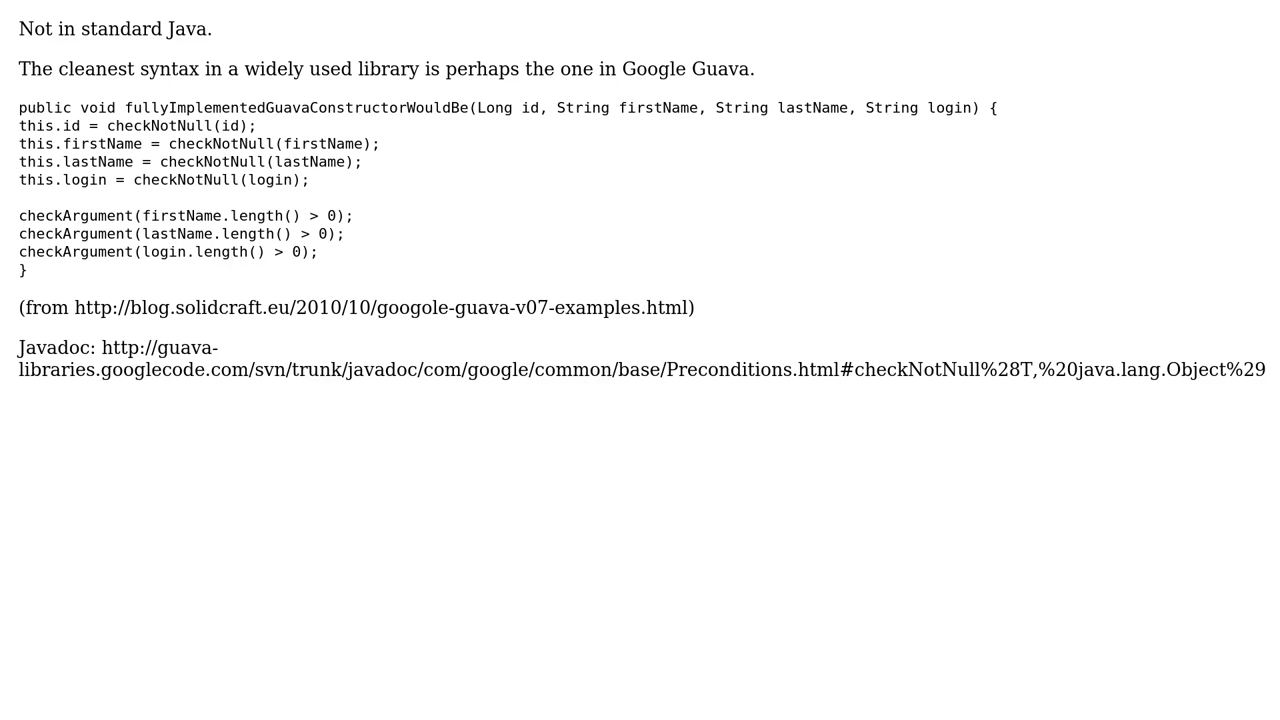 Not in standard Java.
The cleanest syntax in a widely used library is perhaps the one in Google Guava.
public void fullyImplementedGuavaConstructorWouldBe(Long id, String firstName, String lastName, String login) {
this.id = checkNotNull(id);
this.firstName = checkNotNull(firstName);
this.lastName = checkNotNull(lastName);
this.login = checkNotNull(login);
checkArgument(firstName.length() > 0);
checkArgument(lastName.length() > 0);
checkArgument(login.length() > 0);
}
(from http://blog.solidcraft.eu/2010/10/googole-guava-v07-examples.html)
Javadoc: http://guava-
libraries.googlecode.com/svn/trunk/javadoc/com/google/common/base/Preconditions.html#checkNotNull%28T,%20java.lang.Object%29